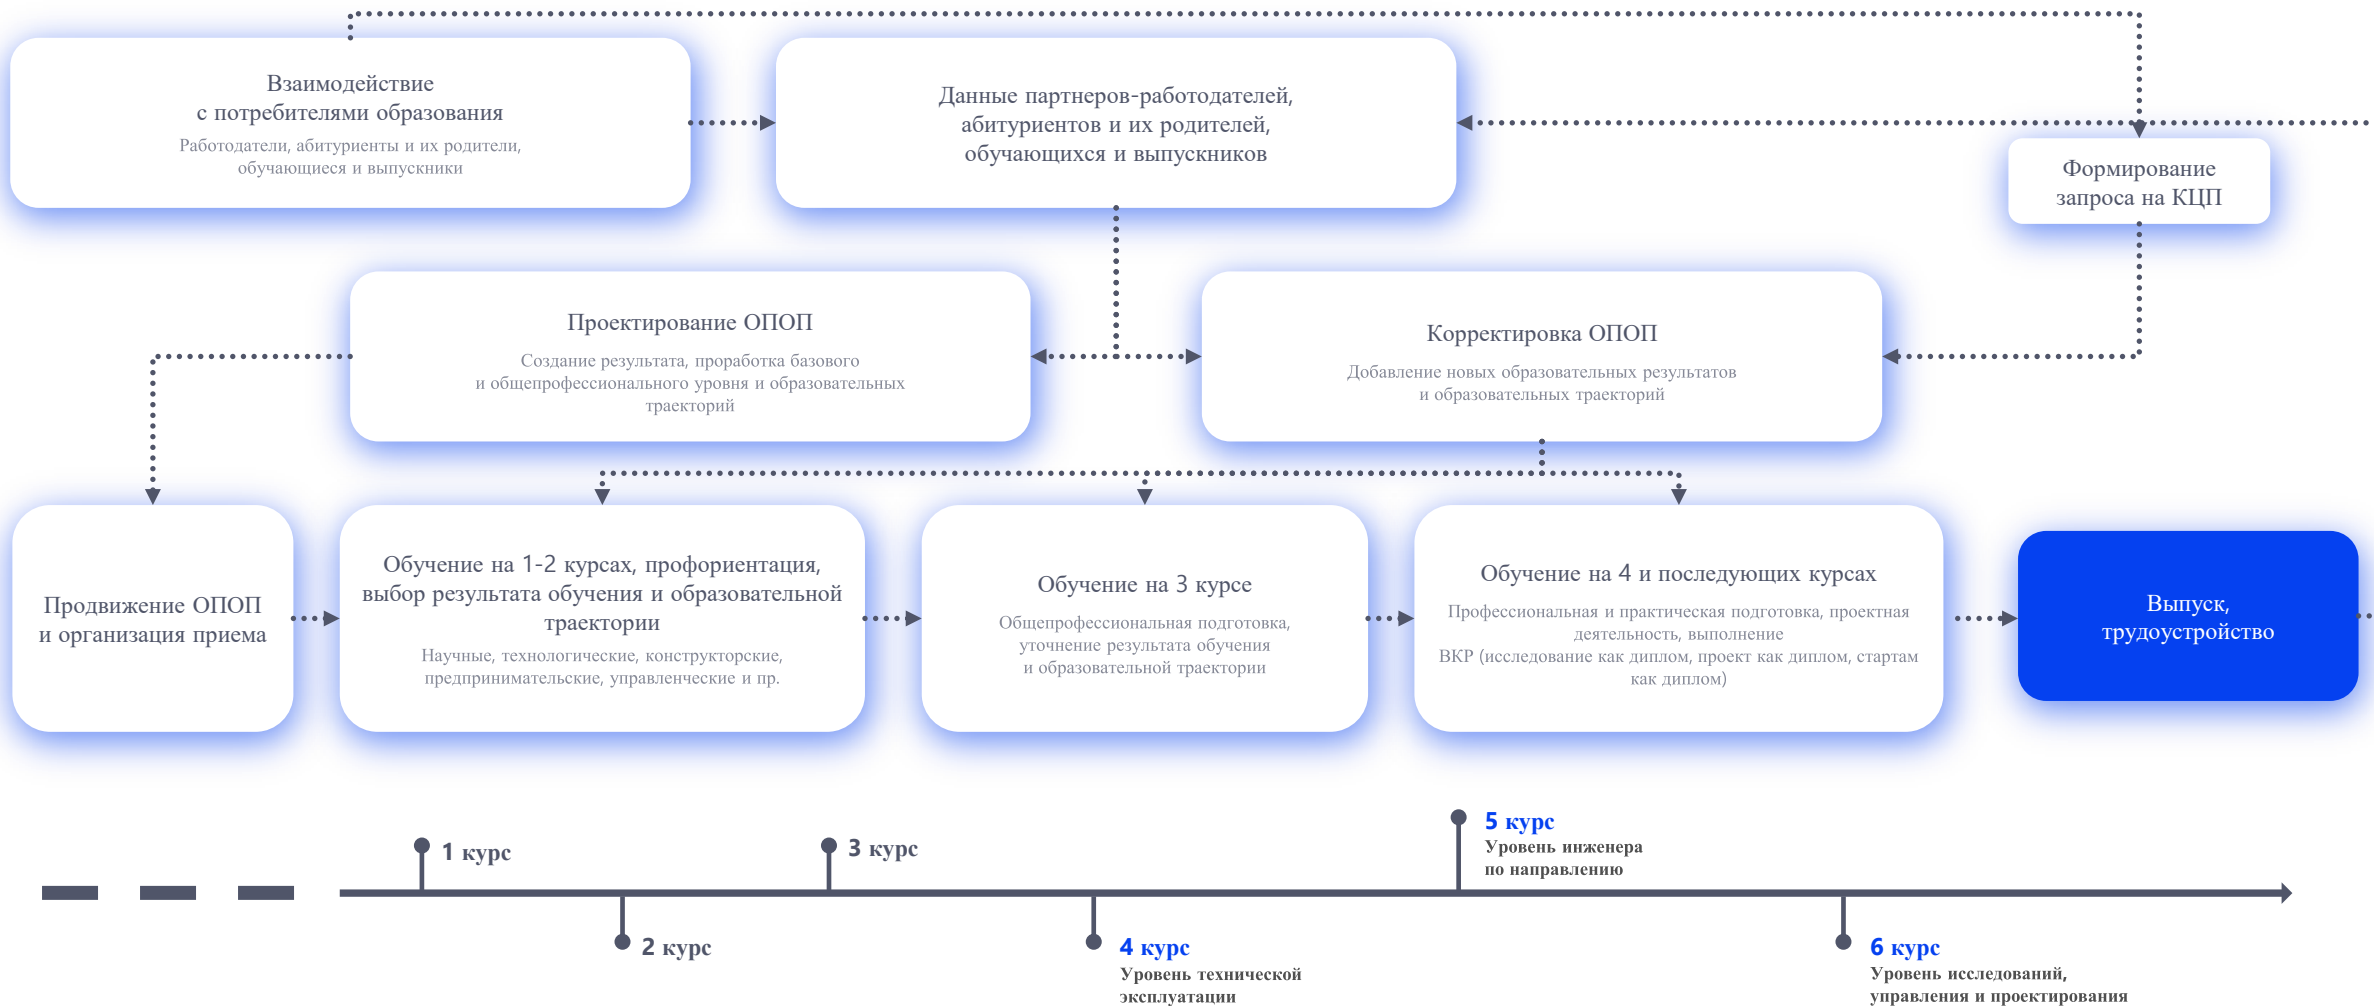 Взаимодействие
с потребителями образования
Работодатели, абитуриенты и их родители,
обучающиеся и выпускники
Данные партнеров-работодателей,
абитуриентов и их родителей,
обучающихся и выпускников
Формирование
запроса на КЦП
Проектирование ОПОП
Создание результата, проработка базового
и общепрофессионального уровня и образовательных
траекторий
Корректировка ОПОП
Добавление новых образовательных результатов
и образовательных траекторий
Продвижение ОПОП
и организация приема
Обучение на 1-2 курсах, профориентация,
выбор результата обучения и образовательной
траектории
Научные, технологические, конструкторские,
предпринимательские, управленческие и пр.
Обучение на 3 курсе
Общепрофессиональная подготовка,
уточнение результата обучения
и образовательной траектории
Обучение на 4 и последующих курсах
Профессиональная и практическая подготовка, проектная
деятельность, выполнение
ВКР (исследование как диплом, проект как диплом, стартам
как диплом)
Выпуск,
трудоустройство
1 курс
2 курс
3 курс
4 курс
Уровень технической
эксплуатации
5 курс
Уровень инженера
по направлению
6 курс
Уровень исследований,
управления и проектирования